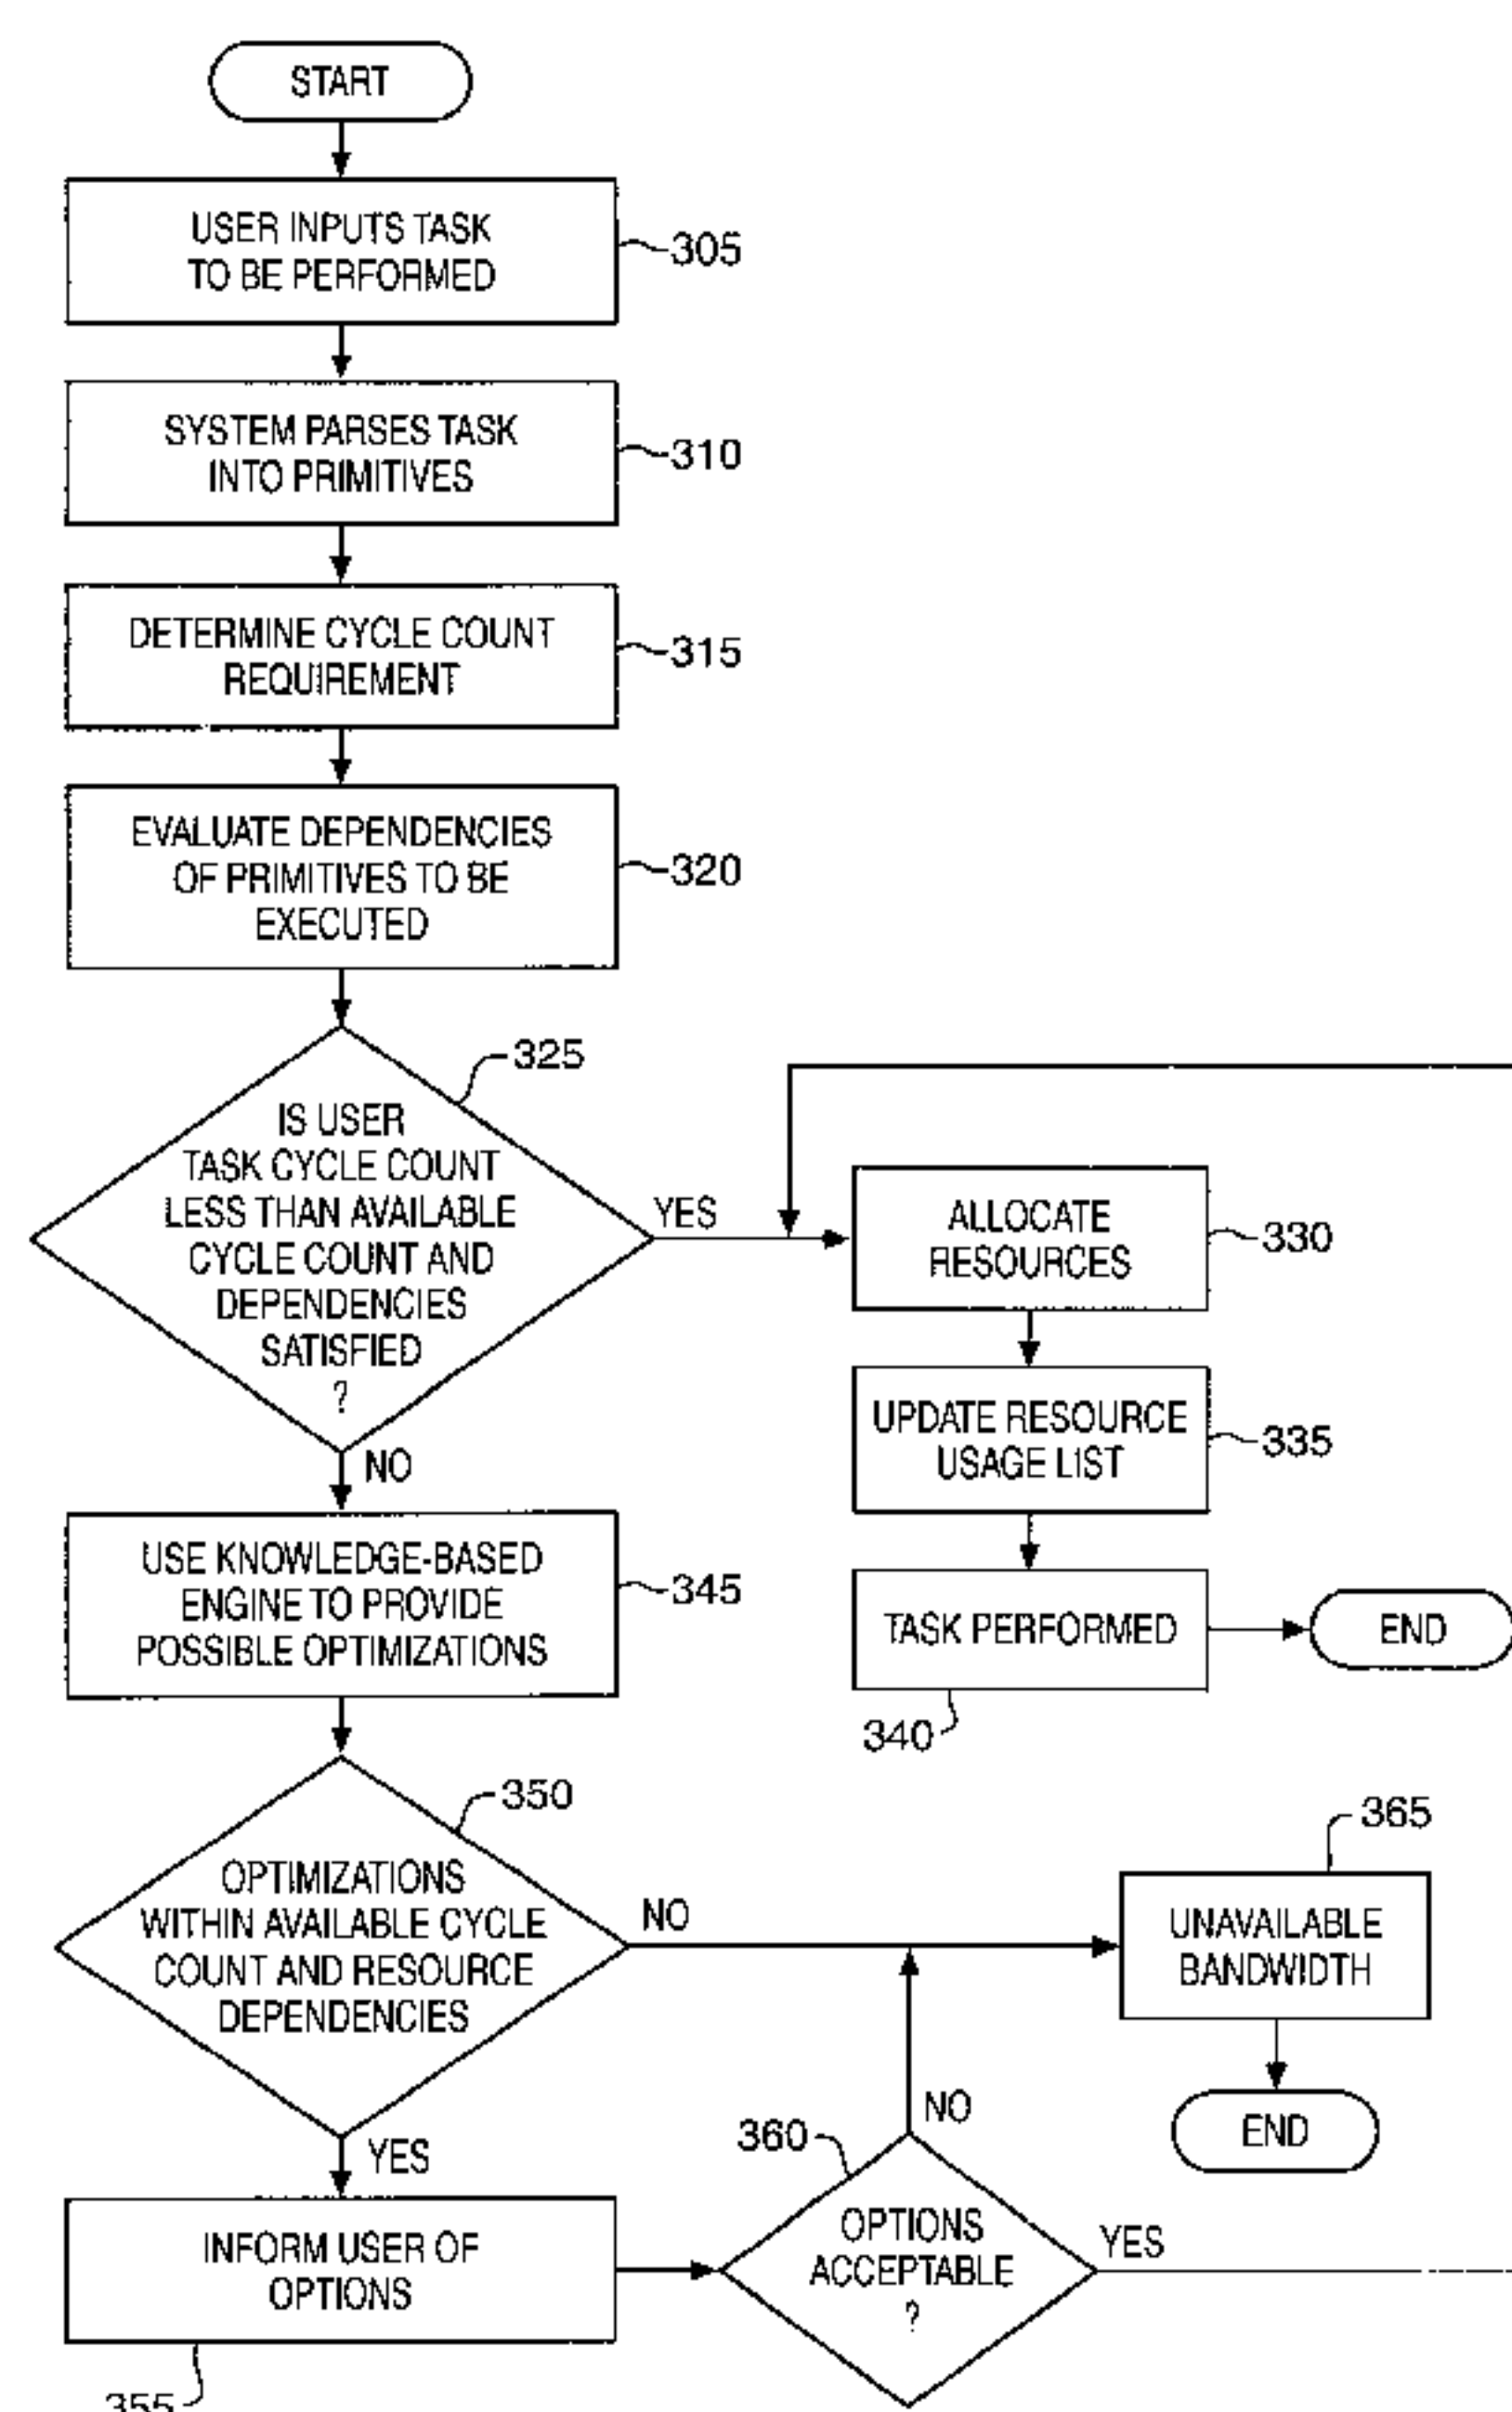 START
USER INPUTS TASK
TO BE PERFORMED
305
SYSTEM PARSES TASK
INTO PRIMITIVES
310
DETERMINE CYCLE COUNT
REQUIREMENT
315
EVALUATE DEPENDENCIES
OF PRIMITIVES TO BE
EXECUTED
320
325
IS USER
TASK CYCLE COUNT
LESS THAN AVAILABLE
CYCLE COUNT AND
DEPENDENCIES
SATISFIED
?
YES
NO
ALLOCATE
RESOURCES
330
UPDATE RESOURCE
USAGE LIST
335
TASK PERFORMED
340
END
USE KNOWLEDGE-BASED
ENGINE TO PROVIDE
POSSIBLE OPTIMIZATIONS
345
350
OPTIMIZATIONS
WITHIN AVAILABLE CYCLE
COUNT AND RESOURCE
DEPENDENCIES
NO
YES
365
UNAVAILABLE
BANDWIDTH
END
INFORM USER OF
OPTIONS
355
360
OPTIONS
ACCEPTABLE
?
NO
YES